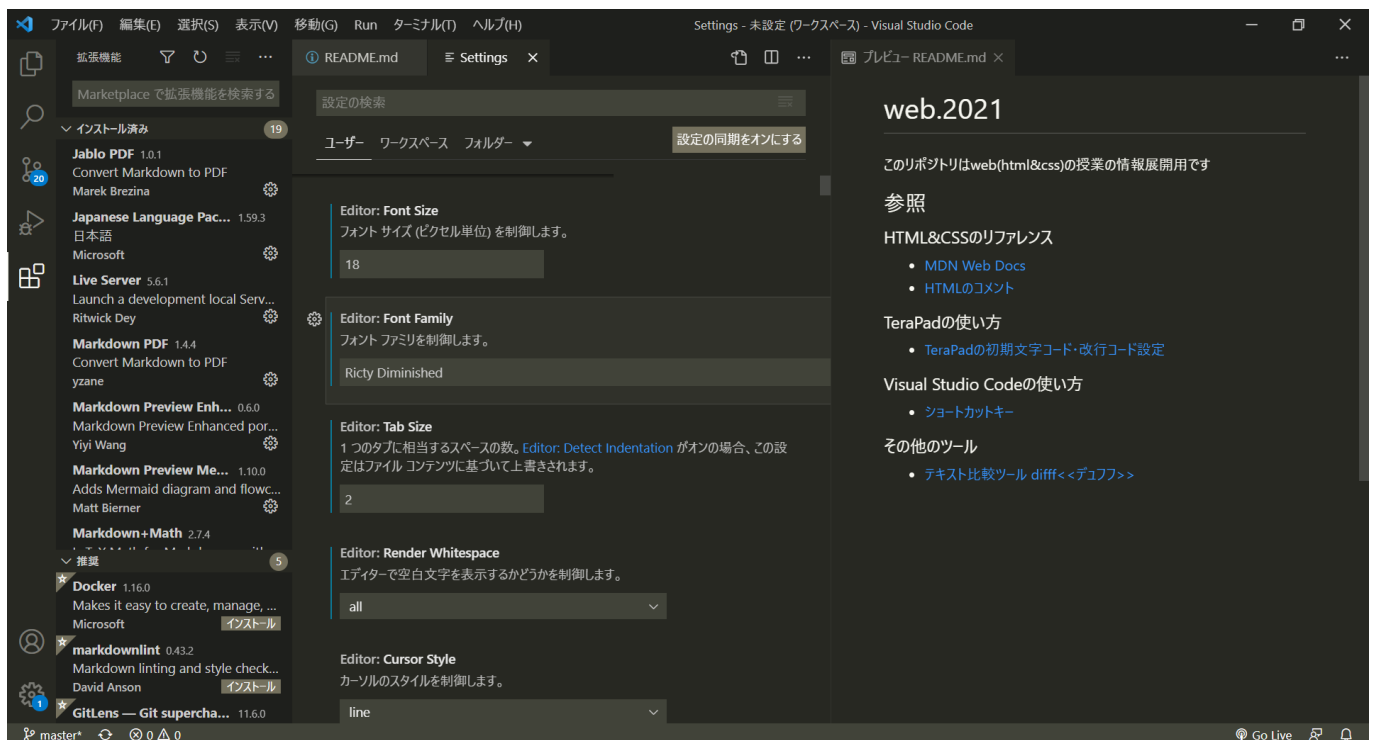 ファイル(F) 編集(E) 選択(S) 表示(V) 移動(G) Run ターミナル(T) ヘルプ(H) Settings - 未設定 (ワークスペース) - Visual Studio Code
拡張機能
Marketplace で拡張機能を検索する
インストール済み 19
Jablo PDF 1.0.1
Convert Markdown to PDF
Marek Brezina
Japanese Language Pac... 1.59.3
日本語
Microsoft
Live Server 5.6.1
Launch a development local Serv...
Ritwick Dey
Markdown PDF 1.4.4
Convert Markdown to PDF
yzane
Markdown Preview Enh... 0.6.0
Markdown Preview Enhanced por...
Yiyi Wang
Markdown Preview Me... 1.10.0
Adds Mermaid diagram and flowc...
Matt Bierner
Markdown+Math 2.7.4
推奨 5
Docker 1.16.0
Makes it easy to create, manage, ...
Microsoft インストール
markdownlint 0.43.2
Markdown linting and style check...
David Anson インストール
GitLens — Git supercha... 11.6.0
20
1
README.md Settings
設定の検索
ユーザー ワークスペース フォルダー 設定の同期をオンにする
Editor: Font Size
フォント サイズ (ピクセル単位) を制御します。
18
Editor: Font Family
フォント ファミリを制御します。
Ricty Diminished
Editor: Tab Size
1 つのタブに相当するスペースの数。Editor: Detect Indentation がオンの場合、この設
定はファイル コンテンツに基づいて上書きされます。
2
Editor: Render Whitespace
エディターで空白文字を表示するかどうかを制御します。
all
Editor: Cursor Style
カーソルのスタイルを制御します。
line
プレビュー README.md
web.2021
このリポジトリはweb(html&css)の授業の情報展開用です
参照
HTML&CSSのリファレンス
MDN Web Docs
HTMLのコメント
TeraPadの使い方
TeraPadの初期文字コード・改行コード設定
Visual Studio Codeの使い方
ショートカットキー
その他のツール
テキスト比較ツール difff<<デュフフ>>
master* 0 0 Go Live